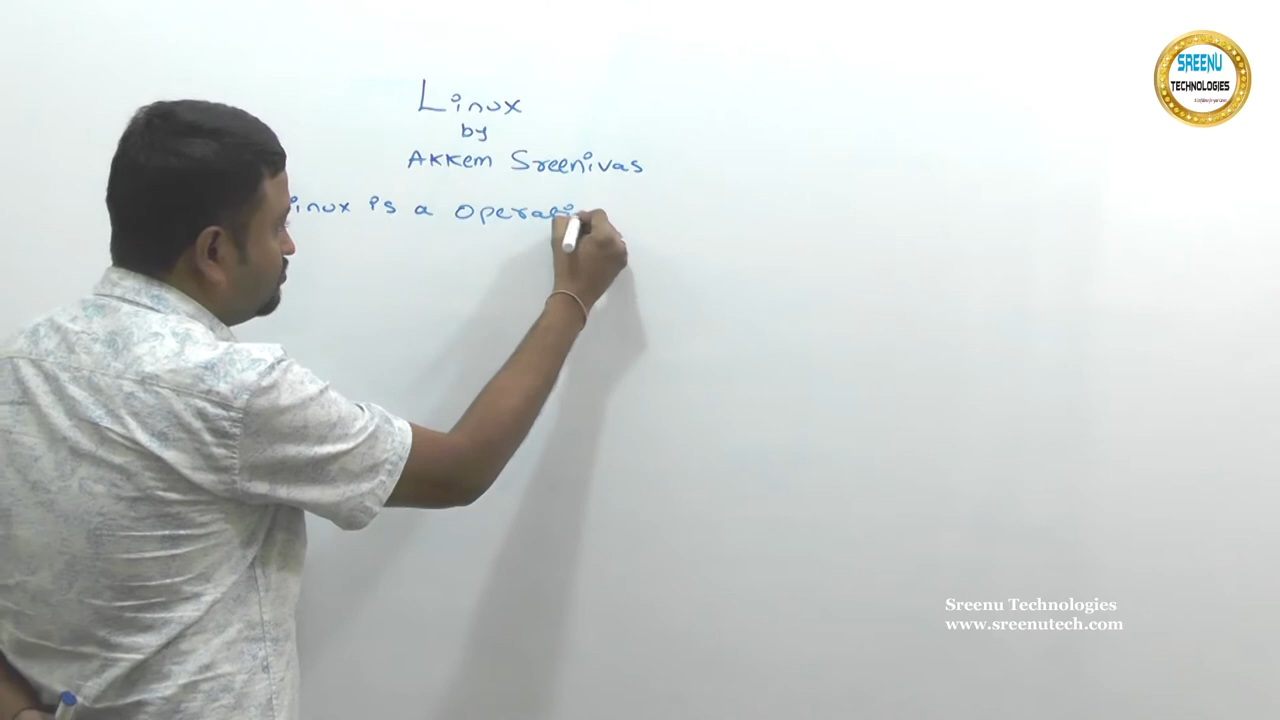 Linux
by
Akkem Sreenivas
inux is a operati
SREENU
TECHNOLOGIES
Sreenu Technologies
www.sreenutech.com